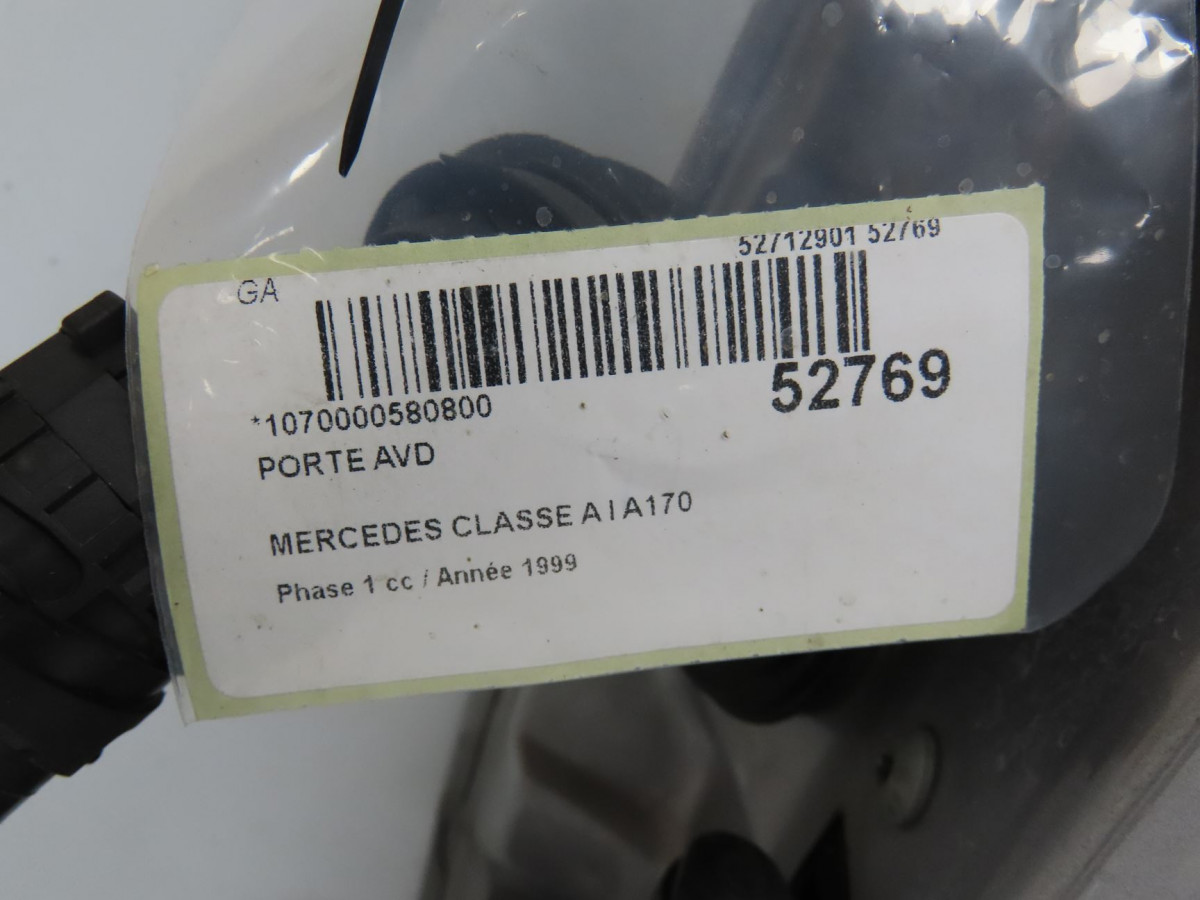 52712901 52769
GA
52769
*1070000580800
PORTE AVD
MERCEDES CLASSE A I A170
Phase 1 cc / Année 1999